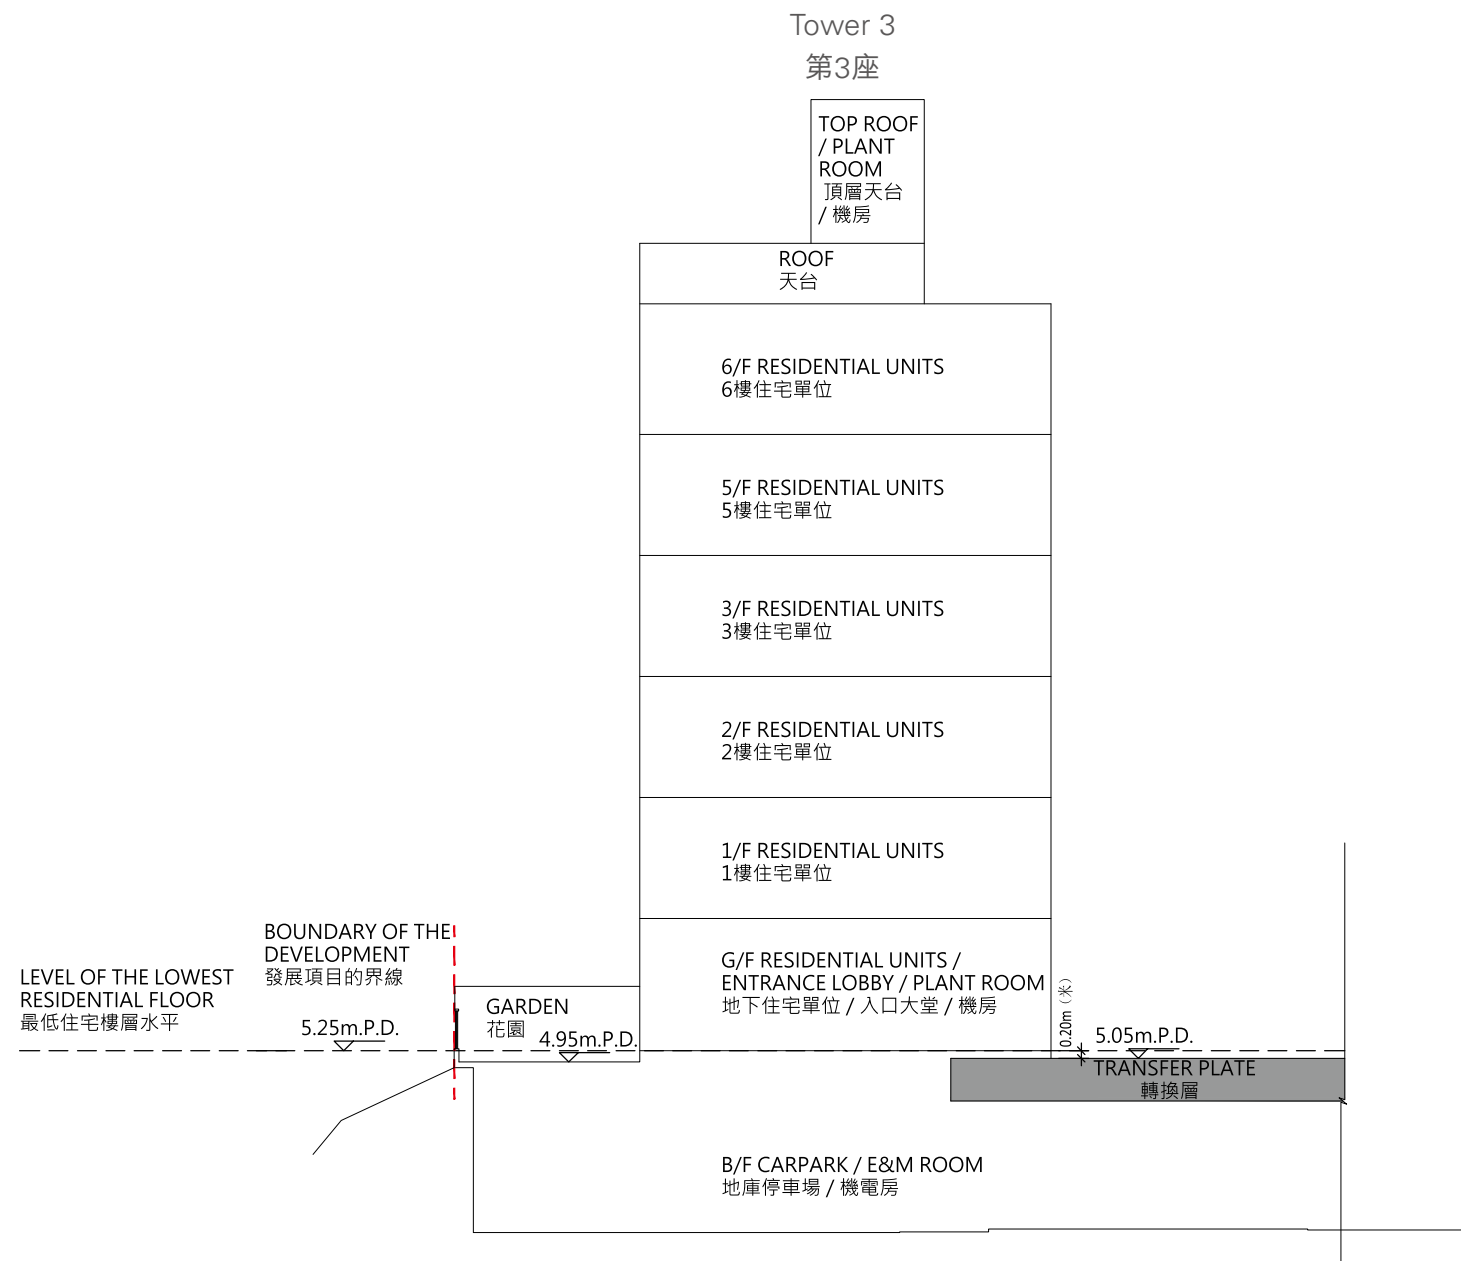 Tower 3
第3座
TOP ROOF
/ PLANT
ROOM
頂層天台
/ 機房
ROOF
天台
6/F RESIDENTIAL UNITS
6樓住宅單位
5/F RESIDENTIAL UNITS
5樓住宅單位
3/F RESIDENTIAL UNITS
3樓住宅單位
2/F RESIDENTIAL UNITS
2樓住宅單位
1/F RESIDENTIAL UNITS
1樓住宅單位
BOUNDARY OF THE
DEVELOPMENT
發展項目的界線
LEVEL OF THE LOWEST
RESIDENTIAL FLOOR
最低住宅樓層水平
5.25m.P.D.
GARDEN
花園
4.95m.P.D.
G/F RESIDENTIAL UNITS /
ENTRANCE LOBBY / PLANT ROOM
地下住宅單位 / 入口大堂 / 機房
0.20m（米）
5.05m.P.D.
TRANSFER PLATE
轉換層
B/F CARPARK / E&M ROOM
地庫停車場 / 機電房